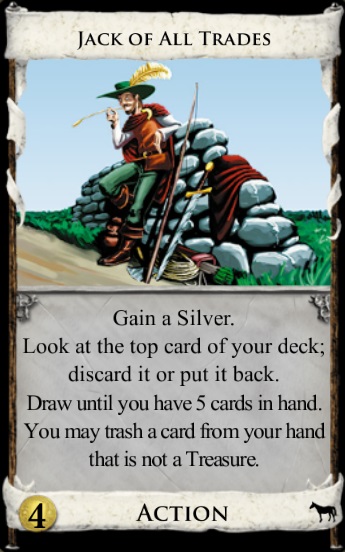 Jack of All Trades
Gain a Silver.
Look at the top card of your deck;
discard it or put it back.
Draw until you have 5 cards in hand.
You may trash a card from your hand
that is not a Treasure.
4 Action